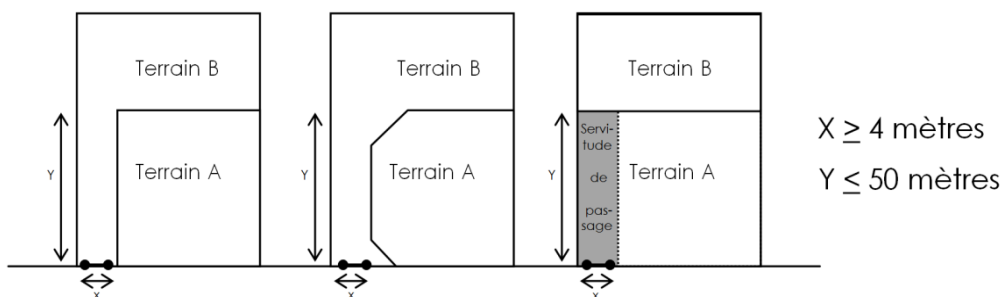 Terrain B
Terrain A
Y
X
Terrain B
Terrain A
Y
X
Terrain B
Servi-
tude
de
pas-
sage
Terrain A
Y
X
X ≥ 4 mètres
Y ≤ 50 mètres